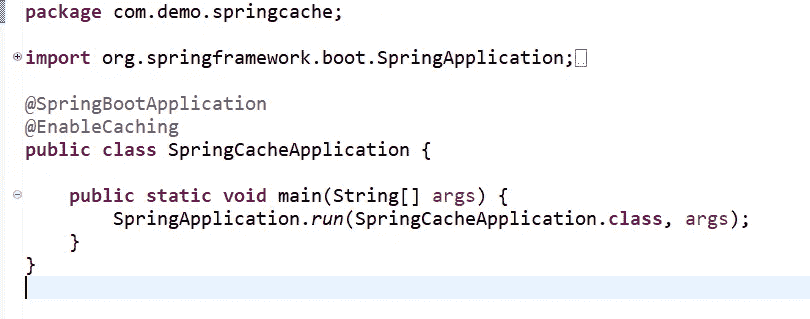 package com.demo.springcache;
import org.springframework.boot.SpringApplication;
@SpringBootApplication
@EnableCaching
public class SpringCacheApplication {
public static void main(String[] args) {
SpringApplication.run(SpringCacheApplication.class, args);
}
}